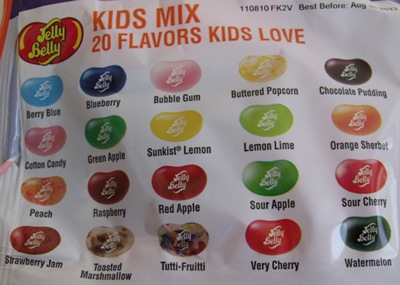 Jelly Belly
KIDS MIX
20 FLAVORS KIDS LOVE
110810 FK2V Best Before: Aug
Berry Blue
Blueberry
Bubble Gum
Buttered Popcorn
Chocolate Pudding
Cotton Candy
Green Apple
Sunkist® Lemon
Lemon Lime
Orange Sherbet
Peach
Raspberry
Red Apple
Sour Apple
Sour Cherry
Strawberry Jam
Toasted
Marshmallow
Tutti-Fruitti
Very Cherry
Watermelon